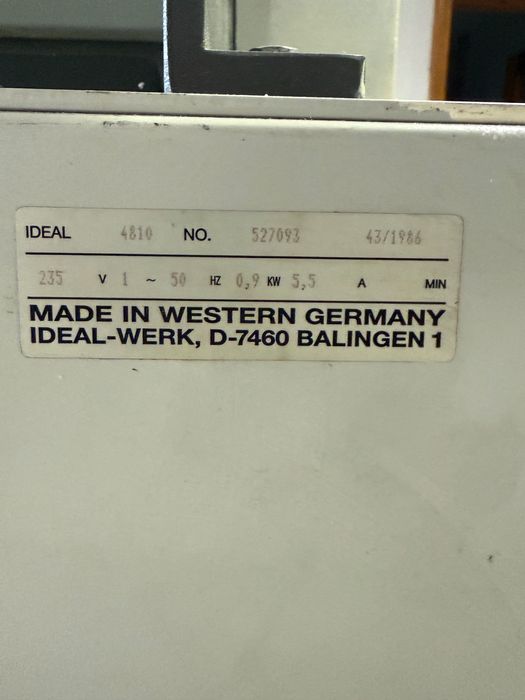 IDEAL 4810 NO. 527093 43/1986
235 V 1 ~ 50 HZ 0,9 KW 5,5 A MIN
MADE IN WESTERN GERMANY
IDEAL-WERK, D-7460 BALINGEN 1